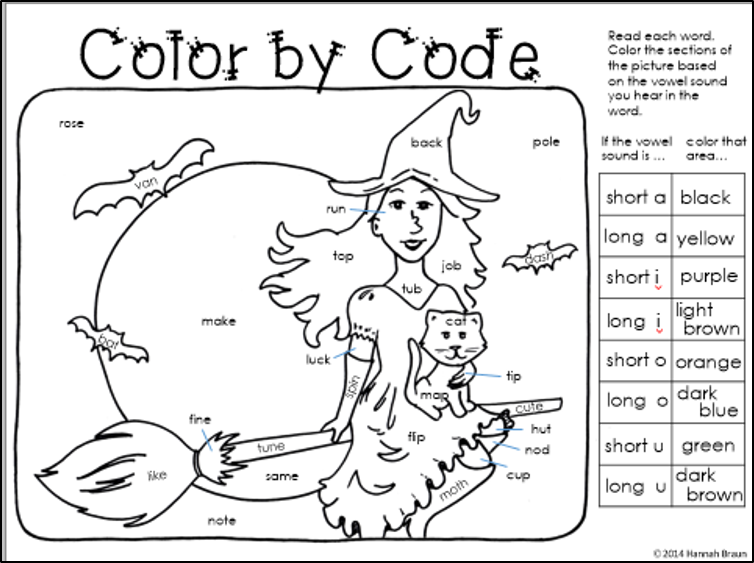 Color by Code
Read each word.
Color the sections of
the picture based
on the vowel sound
you hear in the
word.
If the vowel
sound is ...
color that
area...
short a
black
long a
yellow
short i
purple
long i
light
brown
short o
orange
long o
dark
blue
short u
green
long u
dark
brown
rose
back
pole
van
run
top
job
dash
tub
make
cat
bat
luck
tip
spin
map
cute
fine
flip
hut
tune
nod
like
same
cup
moth
note
© 2014 Hannah Braun